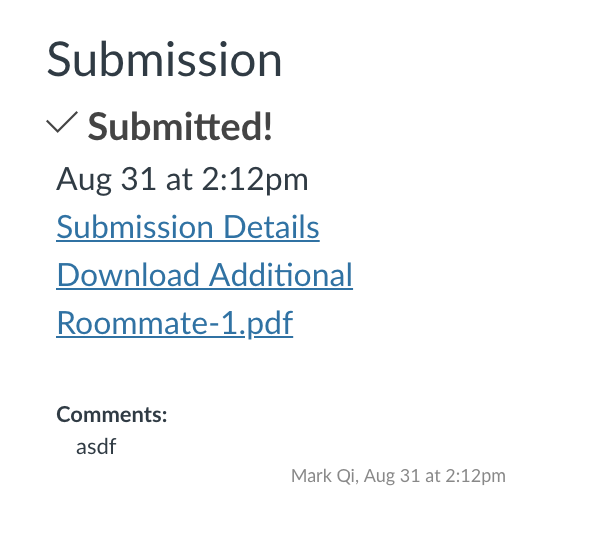 Submission
Submitted!
Aug 31 at 2:12pm
Submission Details
Download Additional
Roommate-1.pdf
Comments:
asdf
Mark Qi, Aug 31 at 2:12pm